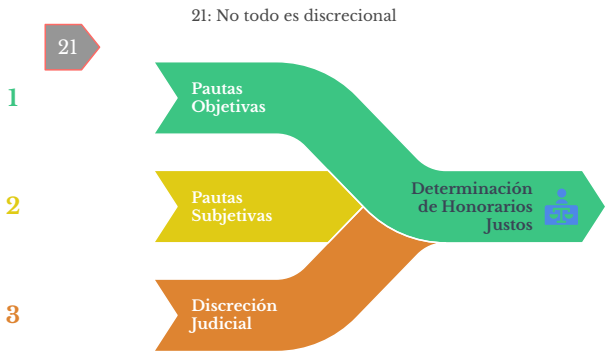 21: No todo es discrecional
21
1
Pautas
Objetivas
2
Pautas
Subjetivas
Determinación
de Honorarios
Justos
3
Discreción
Judicial